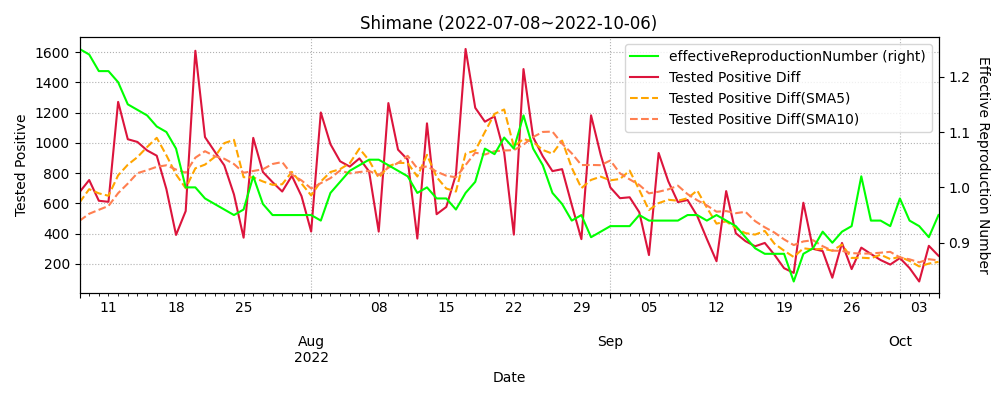 Shimane (2022-07-08~2022-10-06)
effectiveReproductionNumber (right)
Tested Positive Diff
Tested Positive Diff(SMA5)
Tested Positive Diff(SMA10)
Tested Positive
1600
1400
1200
1000
800
600
400
200
1.2
1.1
1.0
0.9
Effective Reproduction Number
11 18 25 08 15 22 29 05 12 19 26 03
Aug Sep Oct
2022
Date